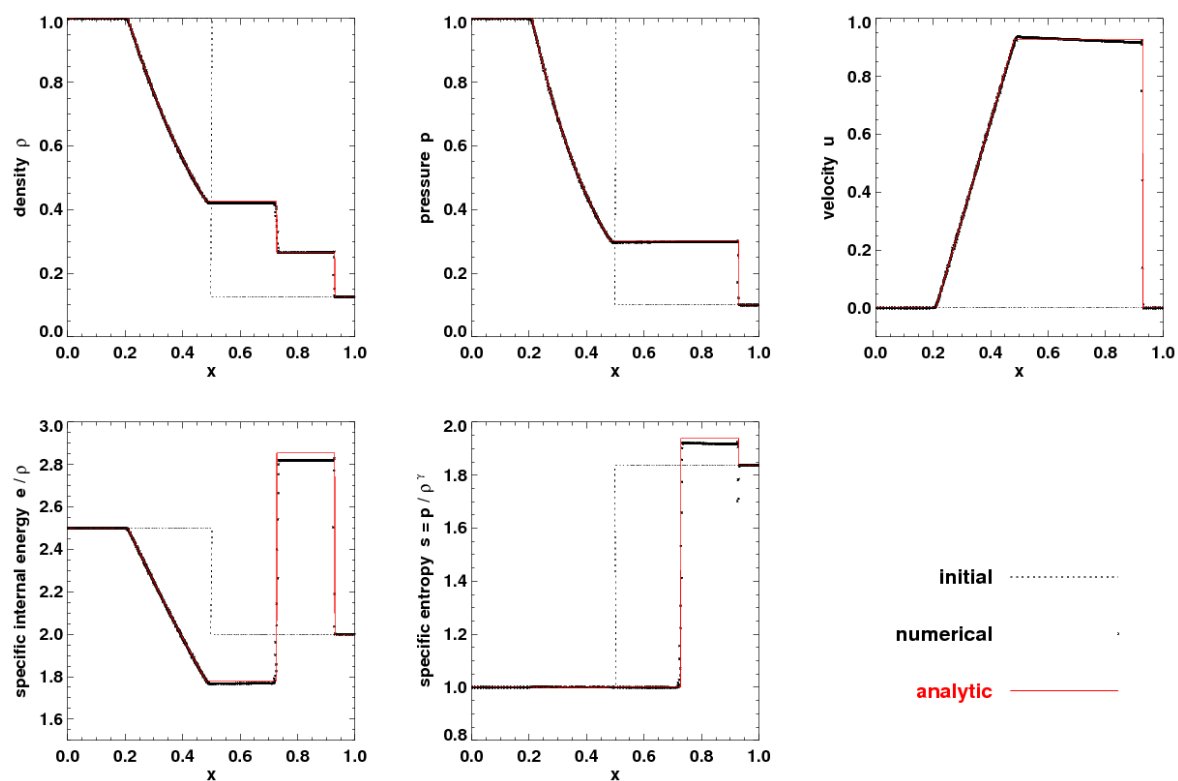 1.0
0.8
0.6
0.4
0.2
0.0
density ρ
0.0 0.2 0.4 0.6 0.8 1.0
x
1.0
0.8
0.6
0.4
0.2
0.0
pressure p
0.0 0.2 0.4 0.6 0.8 1.0
x
1.0
0.8
0.6
0.4
0.2
0.0
velocity u
0.0 0.2 0.4 0.6 0.8 1.0
x
3.0
2.8
2.5
2.2
2.0
1.8
1.6
specific internal energy e / ρ
0.0 0.2 0.4 0.6 0.8 1.0
x
2.0
1.8
1.6
1.4
1.2
1.0
0.8
specific entropy s = p / ρ^γ
0.0 0.2 0.4 0.6 0.8 1.0
x
initial
numerical
analytic